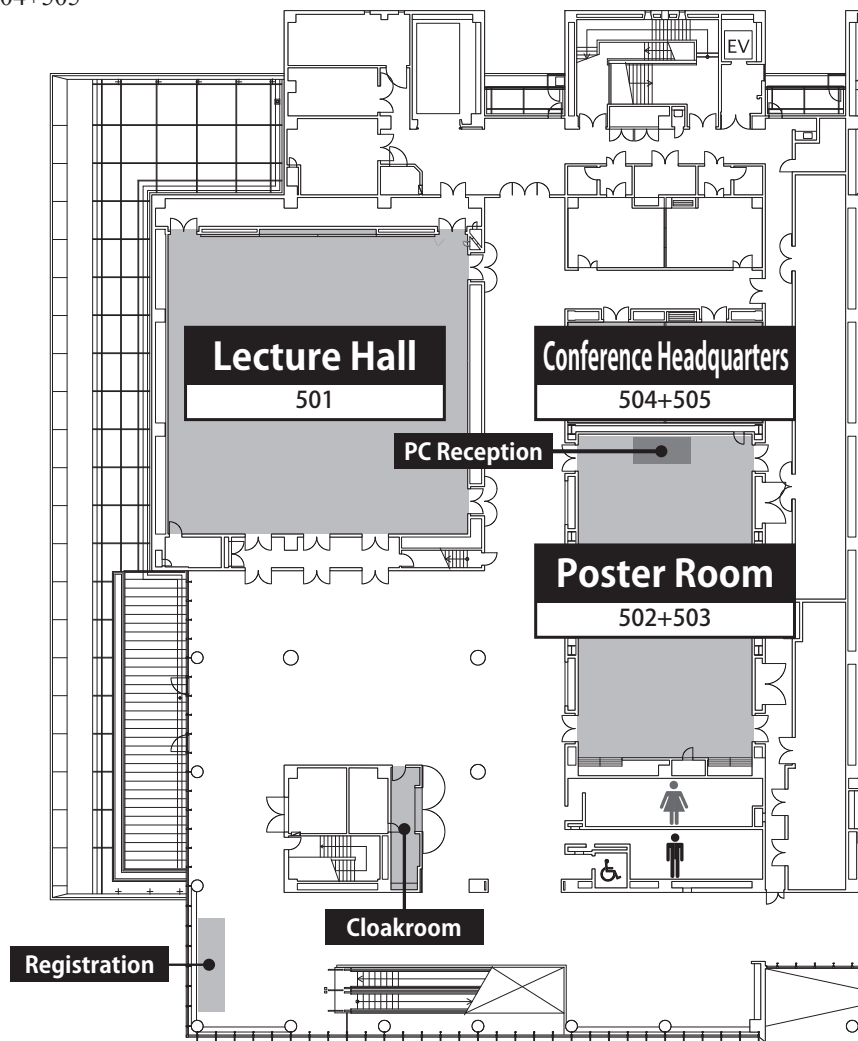 04+505
EV
Lecture Hall
501
Conference Headquarters
504+505
PC Reception
Poster Room
502+503
Cloakroom
Registration